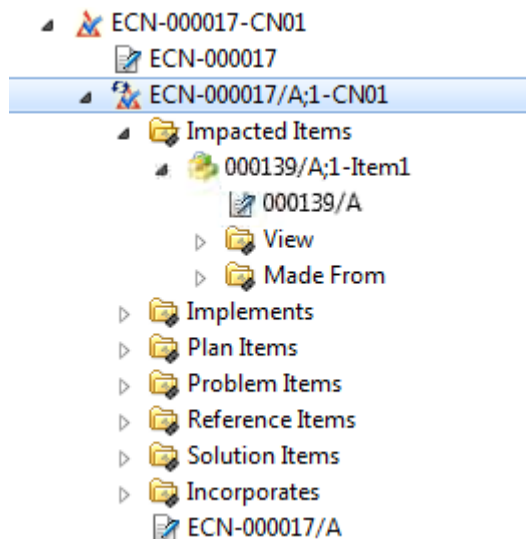 ECN-000017-CN01
ECN-000017
ECN-000017/A;1-CN01
Impacted Items
000139/A;1-Item1
000139/A
View
Made From
Implements
Plan Items
Problem Items
Reference Items
Solution Items
Incorporates
ECN-000017/A